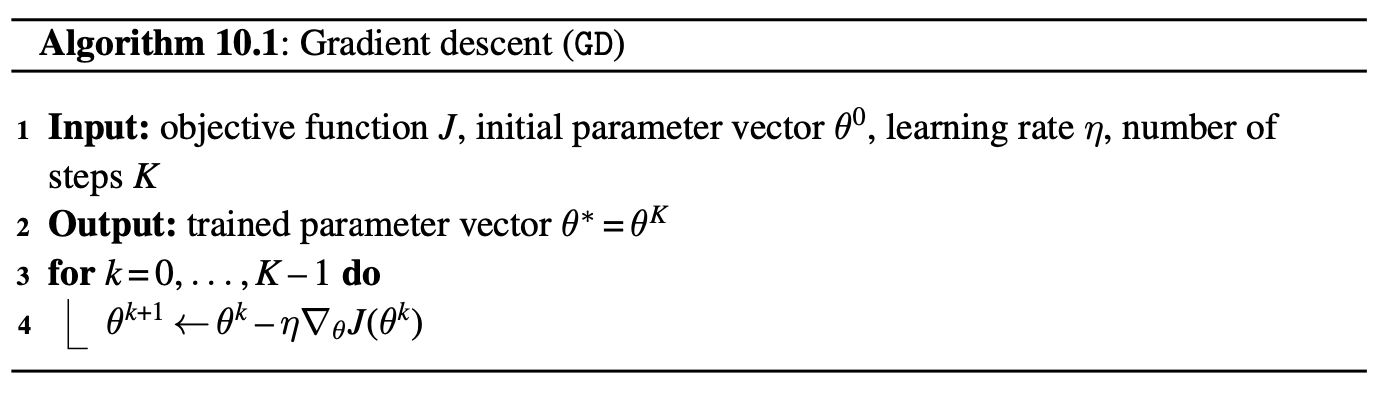 Algorithm 10.1: Gradient descent (GD)
1 Input: objective function J, initial parameter vector θ⁰, learning rate η, number of
steps K
2 Output: trained parameter vector θ* = θᴷ
3 for k = 0, . . . , K – 1 do
4 θᵏ⁺¹ ← θᵏ – η∇_θJ(θᵏ)